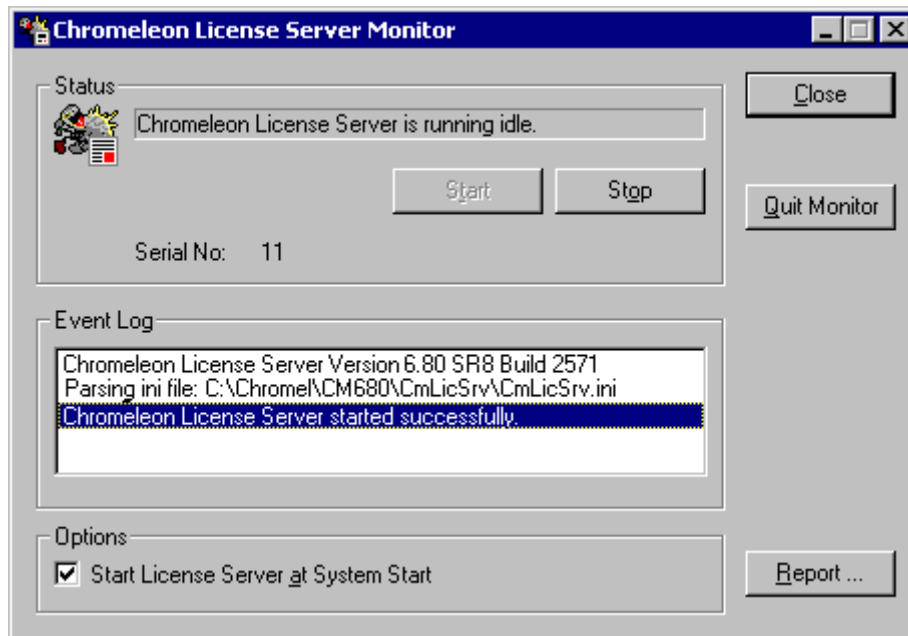 Chromeleon License Server Monitor
Status
Close
Chromeleon License Server is running idle.
Start
Stop
Quit Monitor
Serial No: 11
Event Log
Chromeleon License Server Version 6.80 SR8 Build 2571
Parsing ini file: C:\Chromel\CM680\CmLicSrv\CmLicSrv.ini
Chromeleon License Server started successfully.
Options
Start License Server at System Start
Report ...